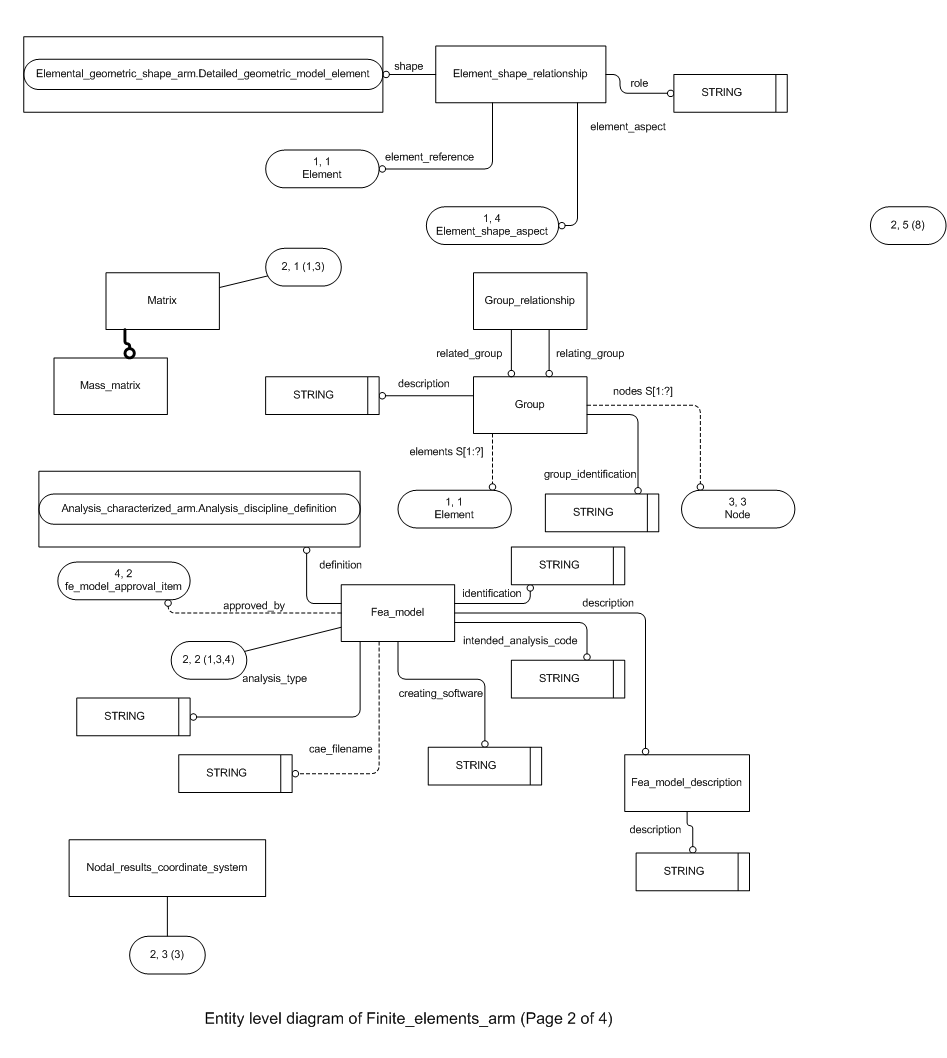 shape
Elemental_geometric_shape_arm.Detailed_geometric_model_element
Element_shape_relationship
role
STRING
element_aspect
element_reference
1, 1
Element
1, 4
Element_shape_aspect
2, 5 (8)
2, 1 (1,3)
Matrix
Group_relationship
related_group
relating_group
Mass_matrix
description
STRING
Group
nodes S[1:?]
elements S[1:?]
group_identification
1, 1
Element
STRING
3, 3
Node
Analysis_characterized_arm.Analysis_discipline_definition
definition
STRING
4, 2
fe_model_approval_item
identification
approved_by
Fea_model
description
intended_analysis_code
2, 2 (1,3,4)
analysis_type
STRING
creating_software
STRING
cae_filename
STRING
STRING
Fea_model_description
description
STRING
Nodal_results_coordinate_system
2, 3 (3)
Entity level diagram of Finite_elements_arm (Page 2 of 4)